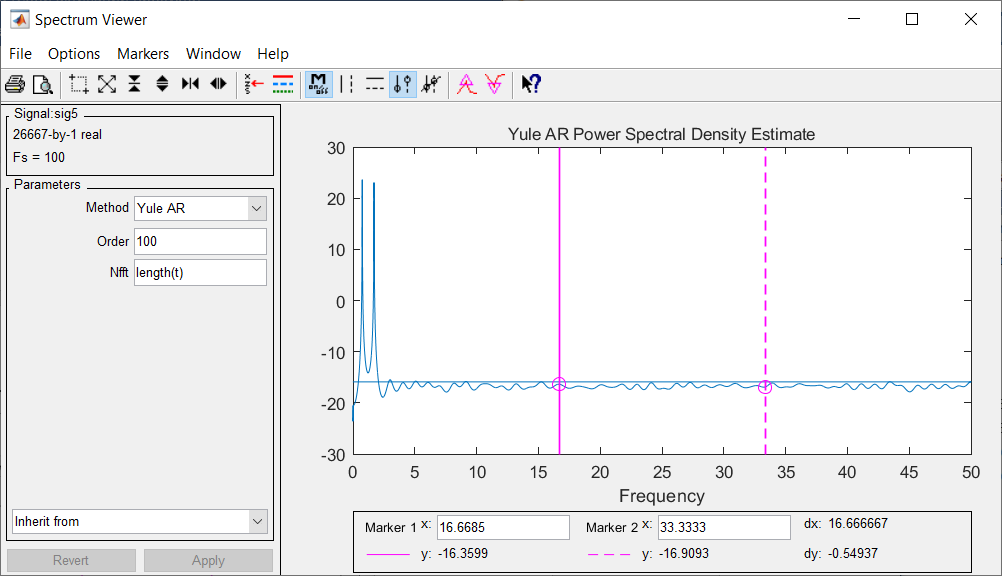 Spectrum Viewer
File Options Markers Window Help
M
on/off
Signal:sig5
26667-by-1 real
Fs = 100
Parameters
Method Yule AR
Order 100
Nfft length(t)
Inherit from
Revert Apply
Yule AR Power Spectral Density Estimate
30
20
10
0
-10
-20
-30
0 5 10 15 20 25 30 35 40 45 50
Frequency
Marker 1 x: 16.6685 Marker 2 x: 33.3333 dx: 16.666667
y: -16.3599 y: -16.9093 dy: -0.54937